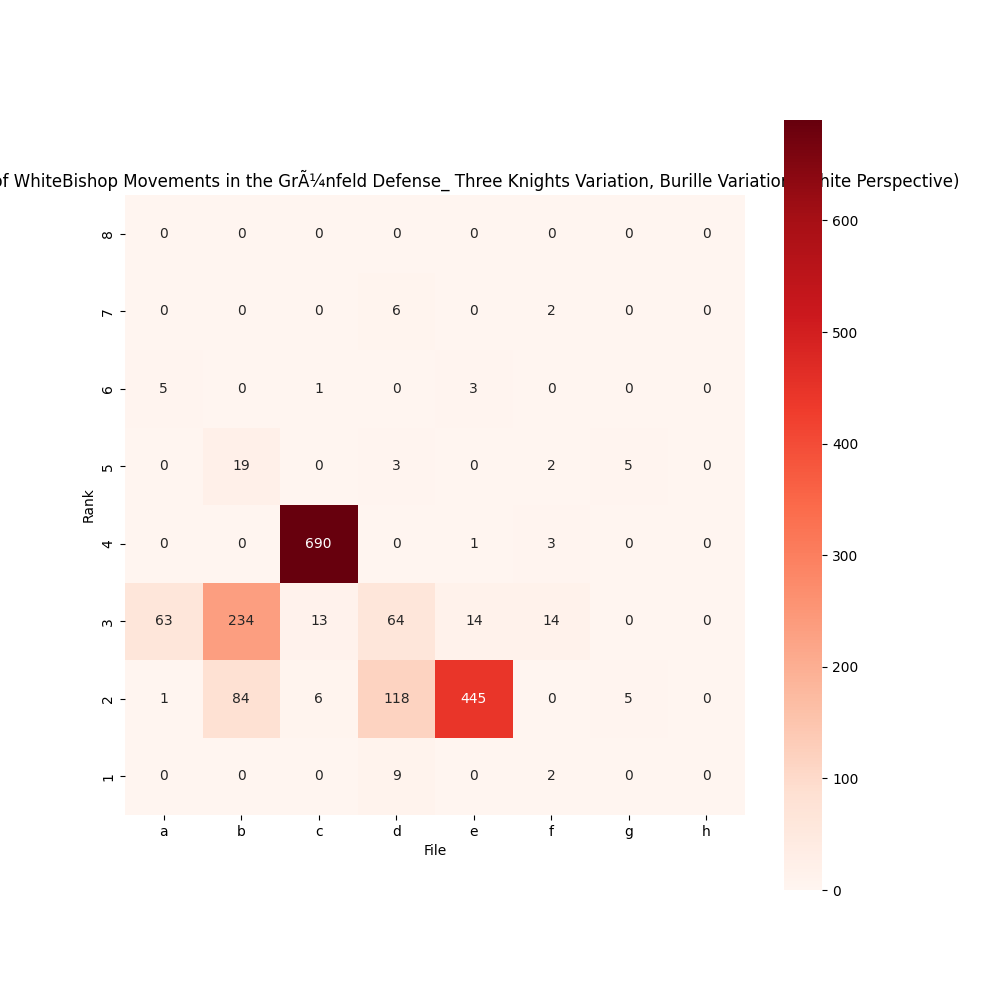 of WhiteBishop Movements in the GrÃ¼nfeld Defense_ Three Knights Variation, Burille Variation hite Perspective)
8 0 0 0 0 0 0 0 0
7 0 0 0 6 0 2 0 0
6 5 0 1 0 3 0 0 0
5 0 19 0 3 0 2 5 0
4 0 0 690 0 1 3 0 0
3 63 234 13 64 14 14 0 0
2 1 84 6 118 445 0 5 0
1 0 0 0 9 0 2 0 0
a b c d e f g h
File
Rank
600
500
400
300
200
100
0